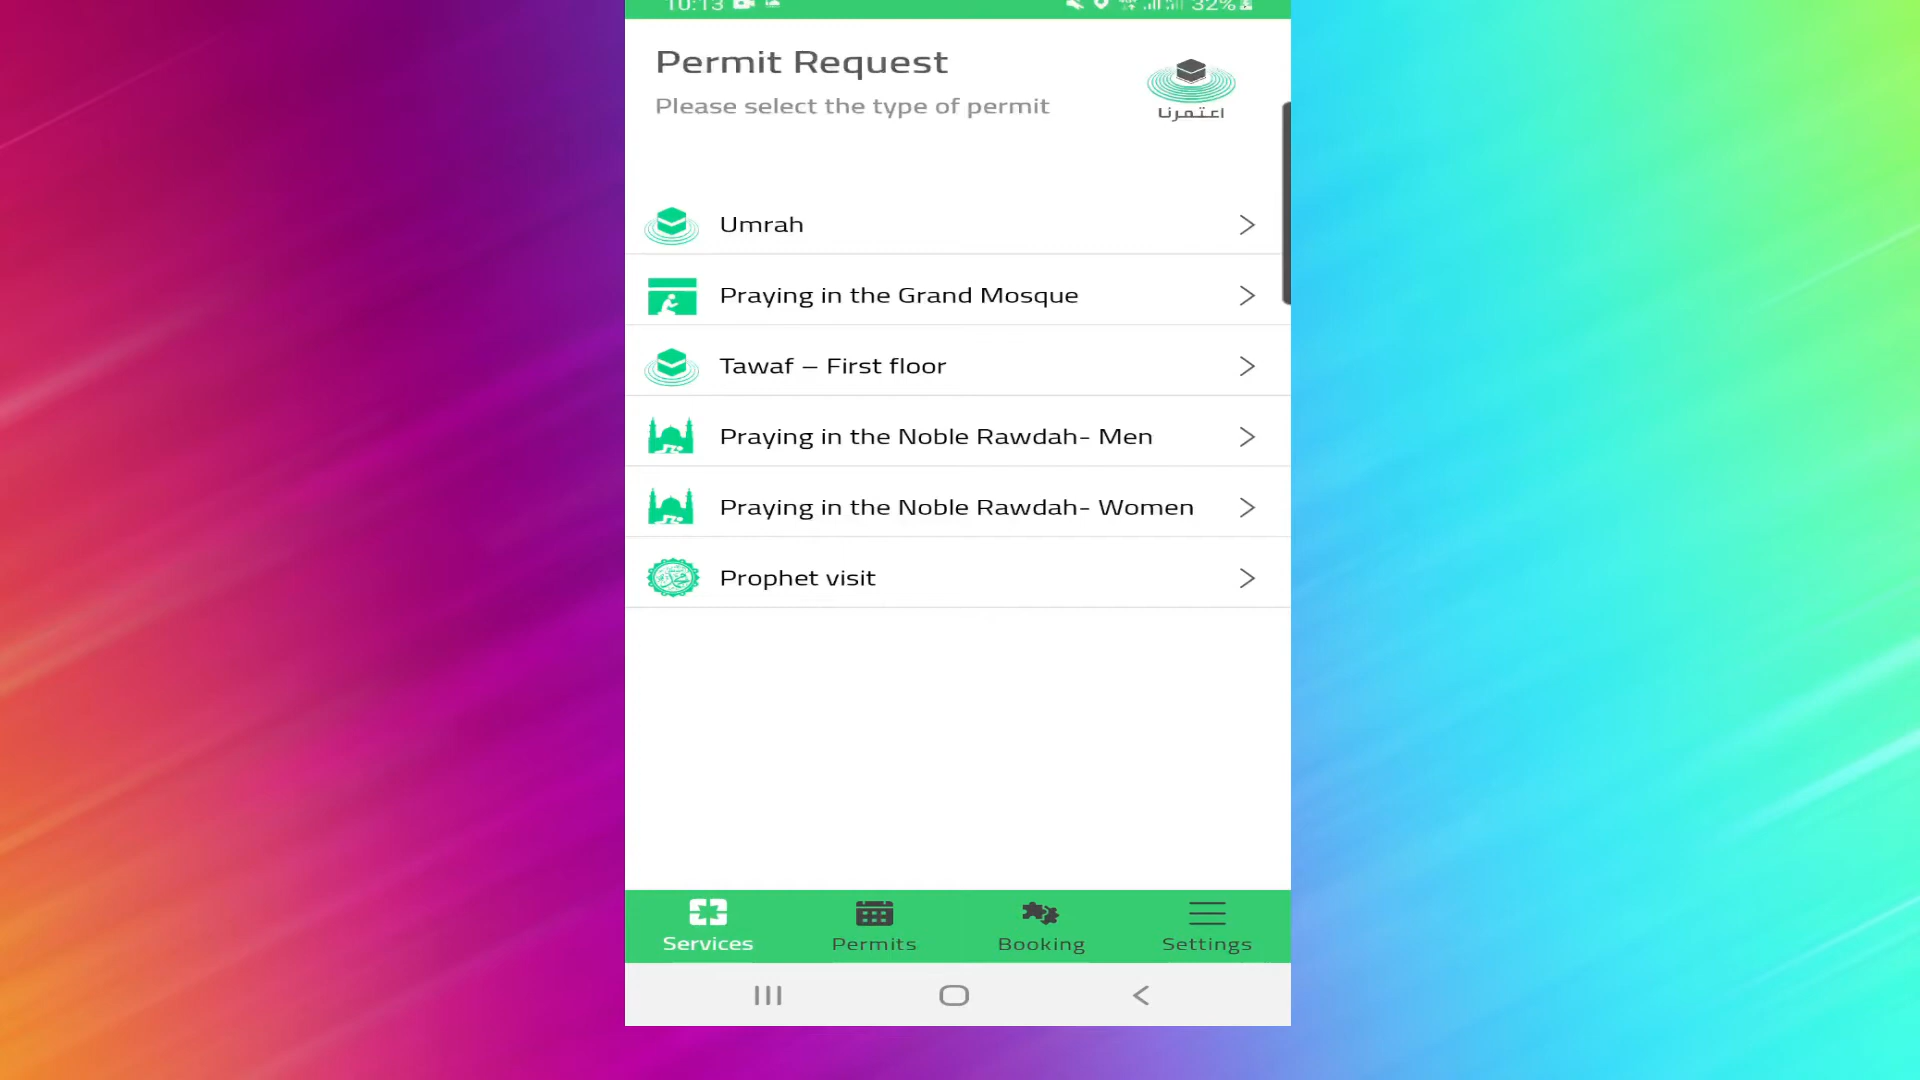 10:13 32%
Permit Request
Please select the type of permit
اعتمرنا
Umrah
Praying in the Grand Mosque
Tawaf – First floor
Praying in the Noble Rawdah- Men
Praying in the Noble Rawdah- Women
Prophet visit
Services Permits Booking Settings